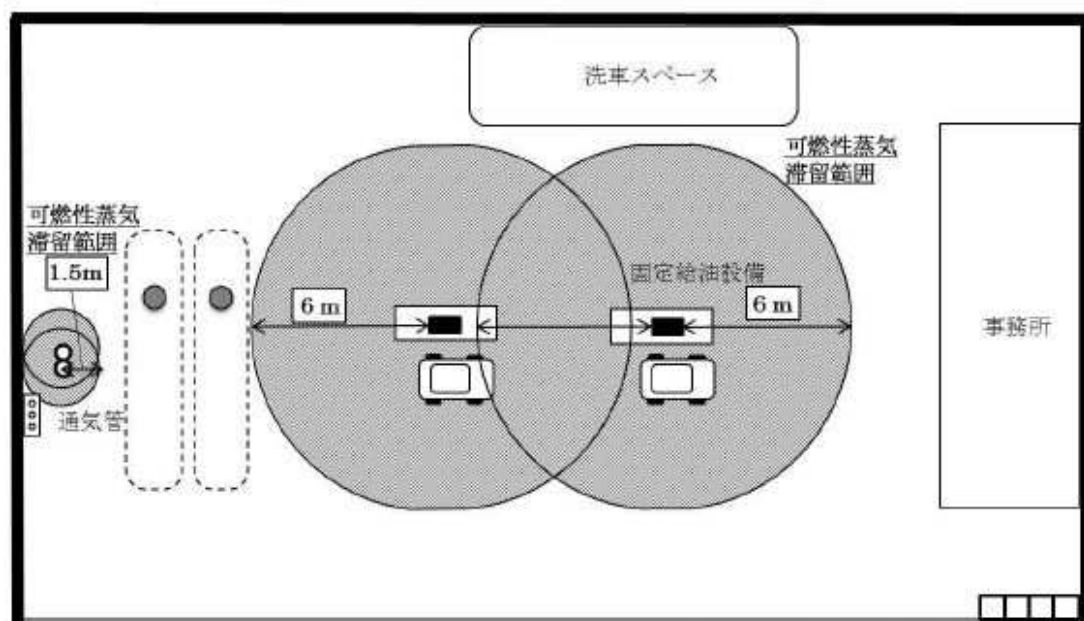 洗車スペース
可燃性蒸気
滞留範囲
可燃性蒸気
滞留範囲
1.5m
固定給油設備
6 m
6 m
事務所
通気管